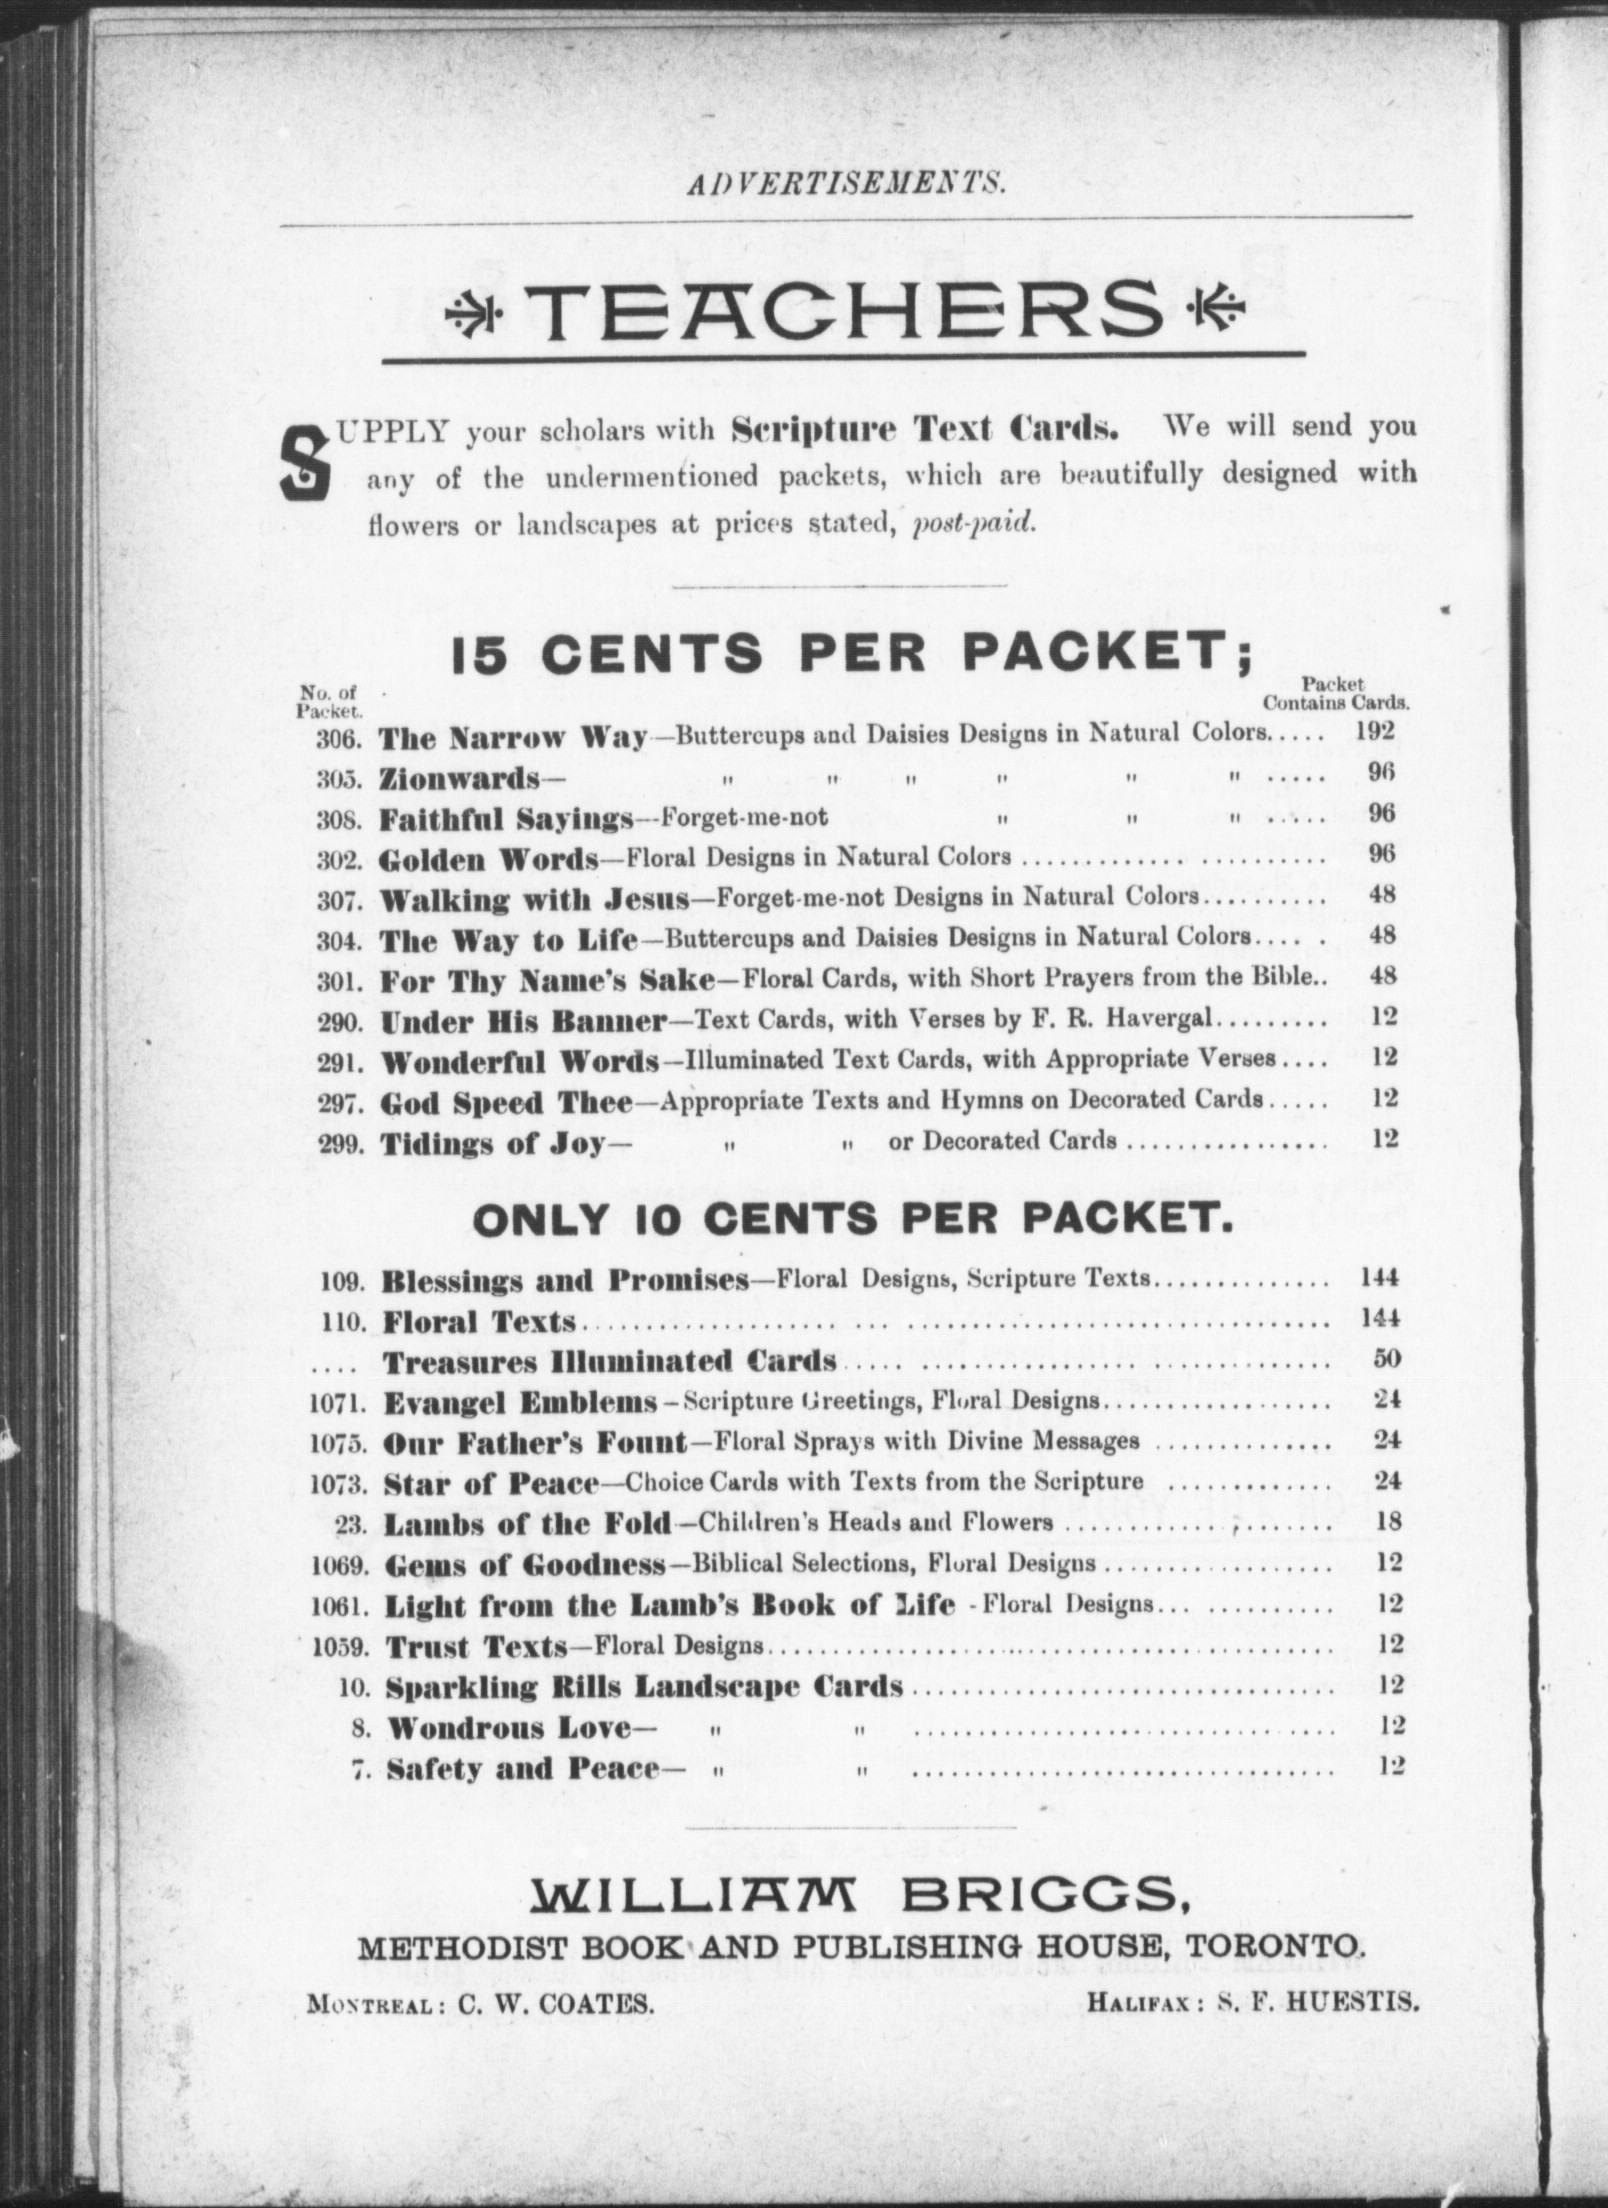 ADVERTISEMENTS.
TEACHERS
SUPPLY your scholars with Scripture Text Cards. We will send you
any of the undermentioned packets, which are beautifully designed with
flowers or landscapes at prices stated, post-paid.
15 CENTS PER PACKET;
No. of Packet. Packet Contains Cards.
306. The Narrow Way—Buttercups and Daisies Designs in Natural Colors..... 192
305. Zionwards— " " " " " " ..... 96
308. Faithful Sayings—Forget-me-not " " " ..... 96
302. Golden Words—Floral Designs in Natural Colors ....................... 96
307. Walking with Jesus—Forget-me-not Designs in Natural Colors.......... 48
304. The Way to Life—Buttercups and Daisies Designs in Natural Colors.... . 48
301. For Thy Name's Sake—Floral Cards, with Short Prayers from the Bible.. 48
290. Under His Banner—Text Cards, with Verses by F. R. Havergal......... 12
291. Wonderful Words—Illuminated Text Cards, with Appropriate Verses.... 12
297. God Speed Thee—Appropriate Texts and Hymns on Decorated Cards..... 12
299. Tidings of Joy— " " or Decorated Cards ................ 12
ONLY 10 CENTS PER PACKET.
109. Blessings and Promises—Floral Designs, Scripture Texts.............. 144
110. Floral Texts.................... ... .................................. 144
.... Treasures Illuminated Cards..... ................. .............. 50
1071. Evangel Emblems—Scripture Greetings, Floral Designs.................. 24
1075. Our Father's Fount—Floral Sprays with Divine Messages .............. 24
1073. Star of Peace—Choice Cards with Texts from the Scripture ............. 24
23. Lambs of the Fold—Children's Heads and Flowers ..................... 18
1069. Gems of Goodness—Biblical Selections, Floral Designs .................. 12
1061. Light from the Lamb's Book of Life -Floral Designs... .......... 12
1059. Trust Texts—Floral Designs............................................. 12
10. Sparkling Rills Landscape Cards................................. 12
8. Wondrous Love— " " ................................. 12
7. Safety and Peace— " " ................................. 12
WILLIAM BRIGGS,
METHODIST BOOK AND PUBLISHING HOUSE, TORONTO.
MONTREAL: C. W. COATES. HALIFAX: S. F. HUESTIS.